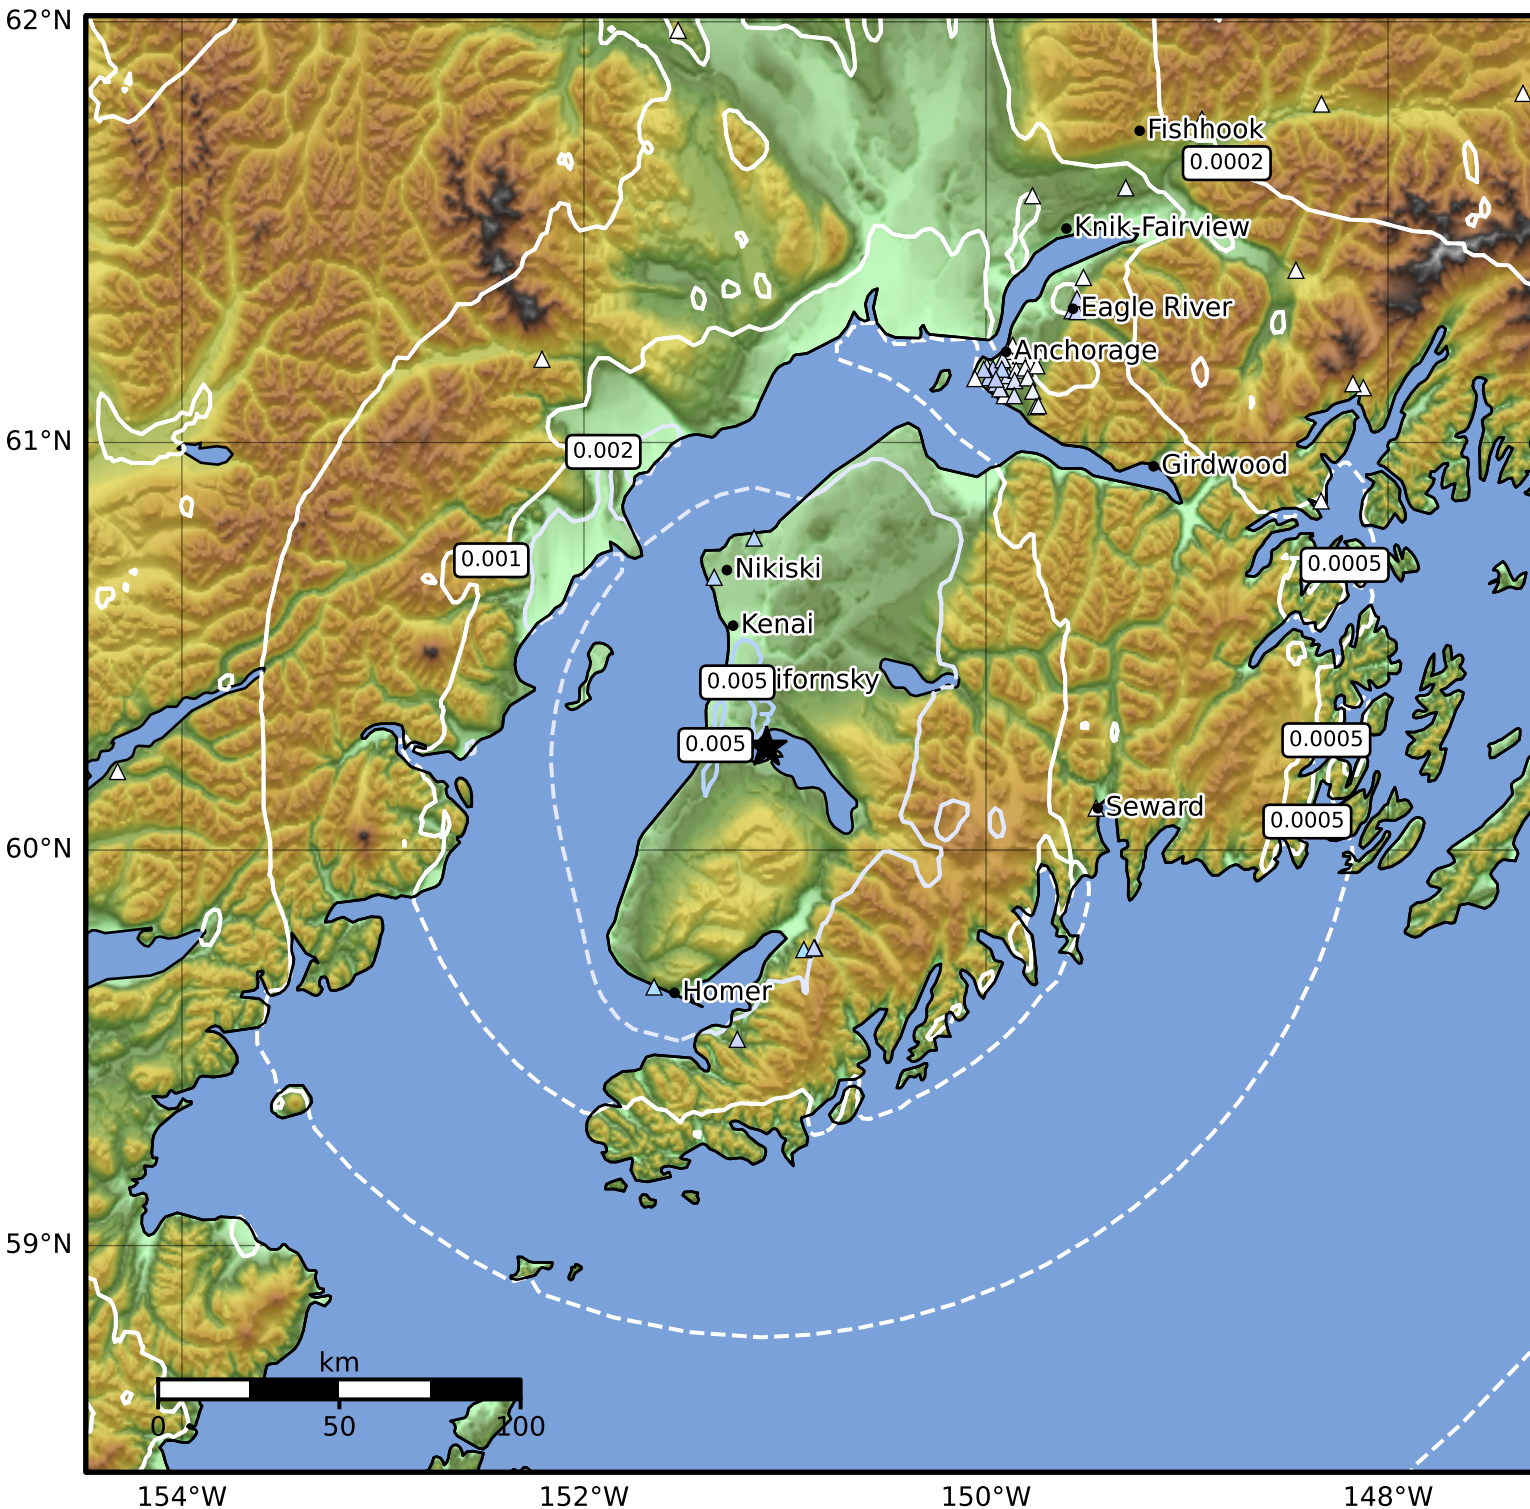 62°N
Fishhook
0.0002
Knik-Fairview
Eagle River
Anchorage
61°N
0.002
Girdwood
0.001
0.0005
Nikiski
Kenai
0.005
ifornsky
0.005
0.0005
Seward
0.0005
60°N
Homer
59°N
km
0
50
100
154°W
152°W
150°W
148°W